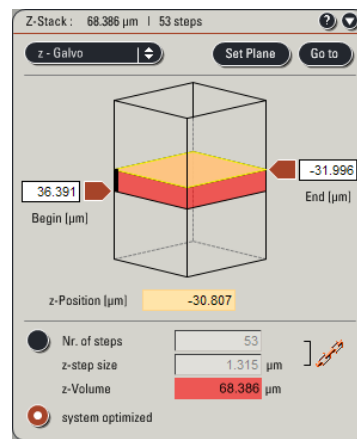 Z-Stack : 68.386 µm | 53 steps ?
z - Galvo Set Plane Go to
-31.996
36.391
End [µm]
Begin [µm]
z-Position [µm] -30.807
Nr. of steps 53
z-step size 1.315 µm
z-Volume 68.386 µm
system optimized